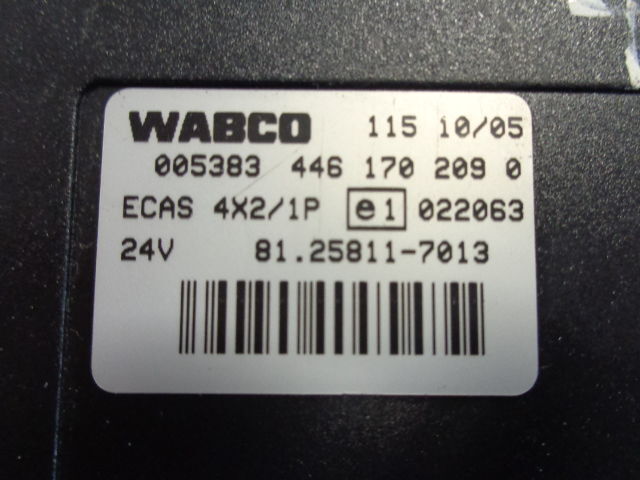 WABCO 115 10/05
005383 446 170 209 0
ECAS 4X2/1P e1 022063
24V 81.25811-7013